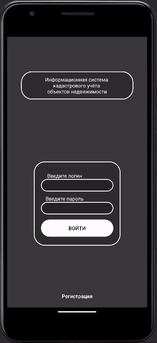 Информационная система
кадастрового учёта
объектов недвижимости
Введите логин
Введите пароль
ВОЙТИ
Регистрация